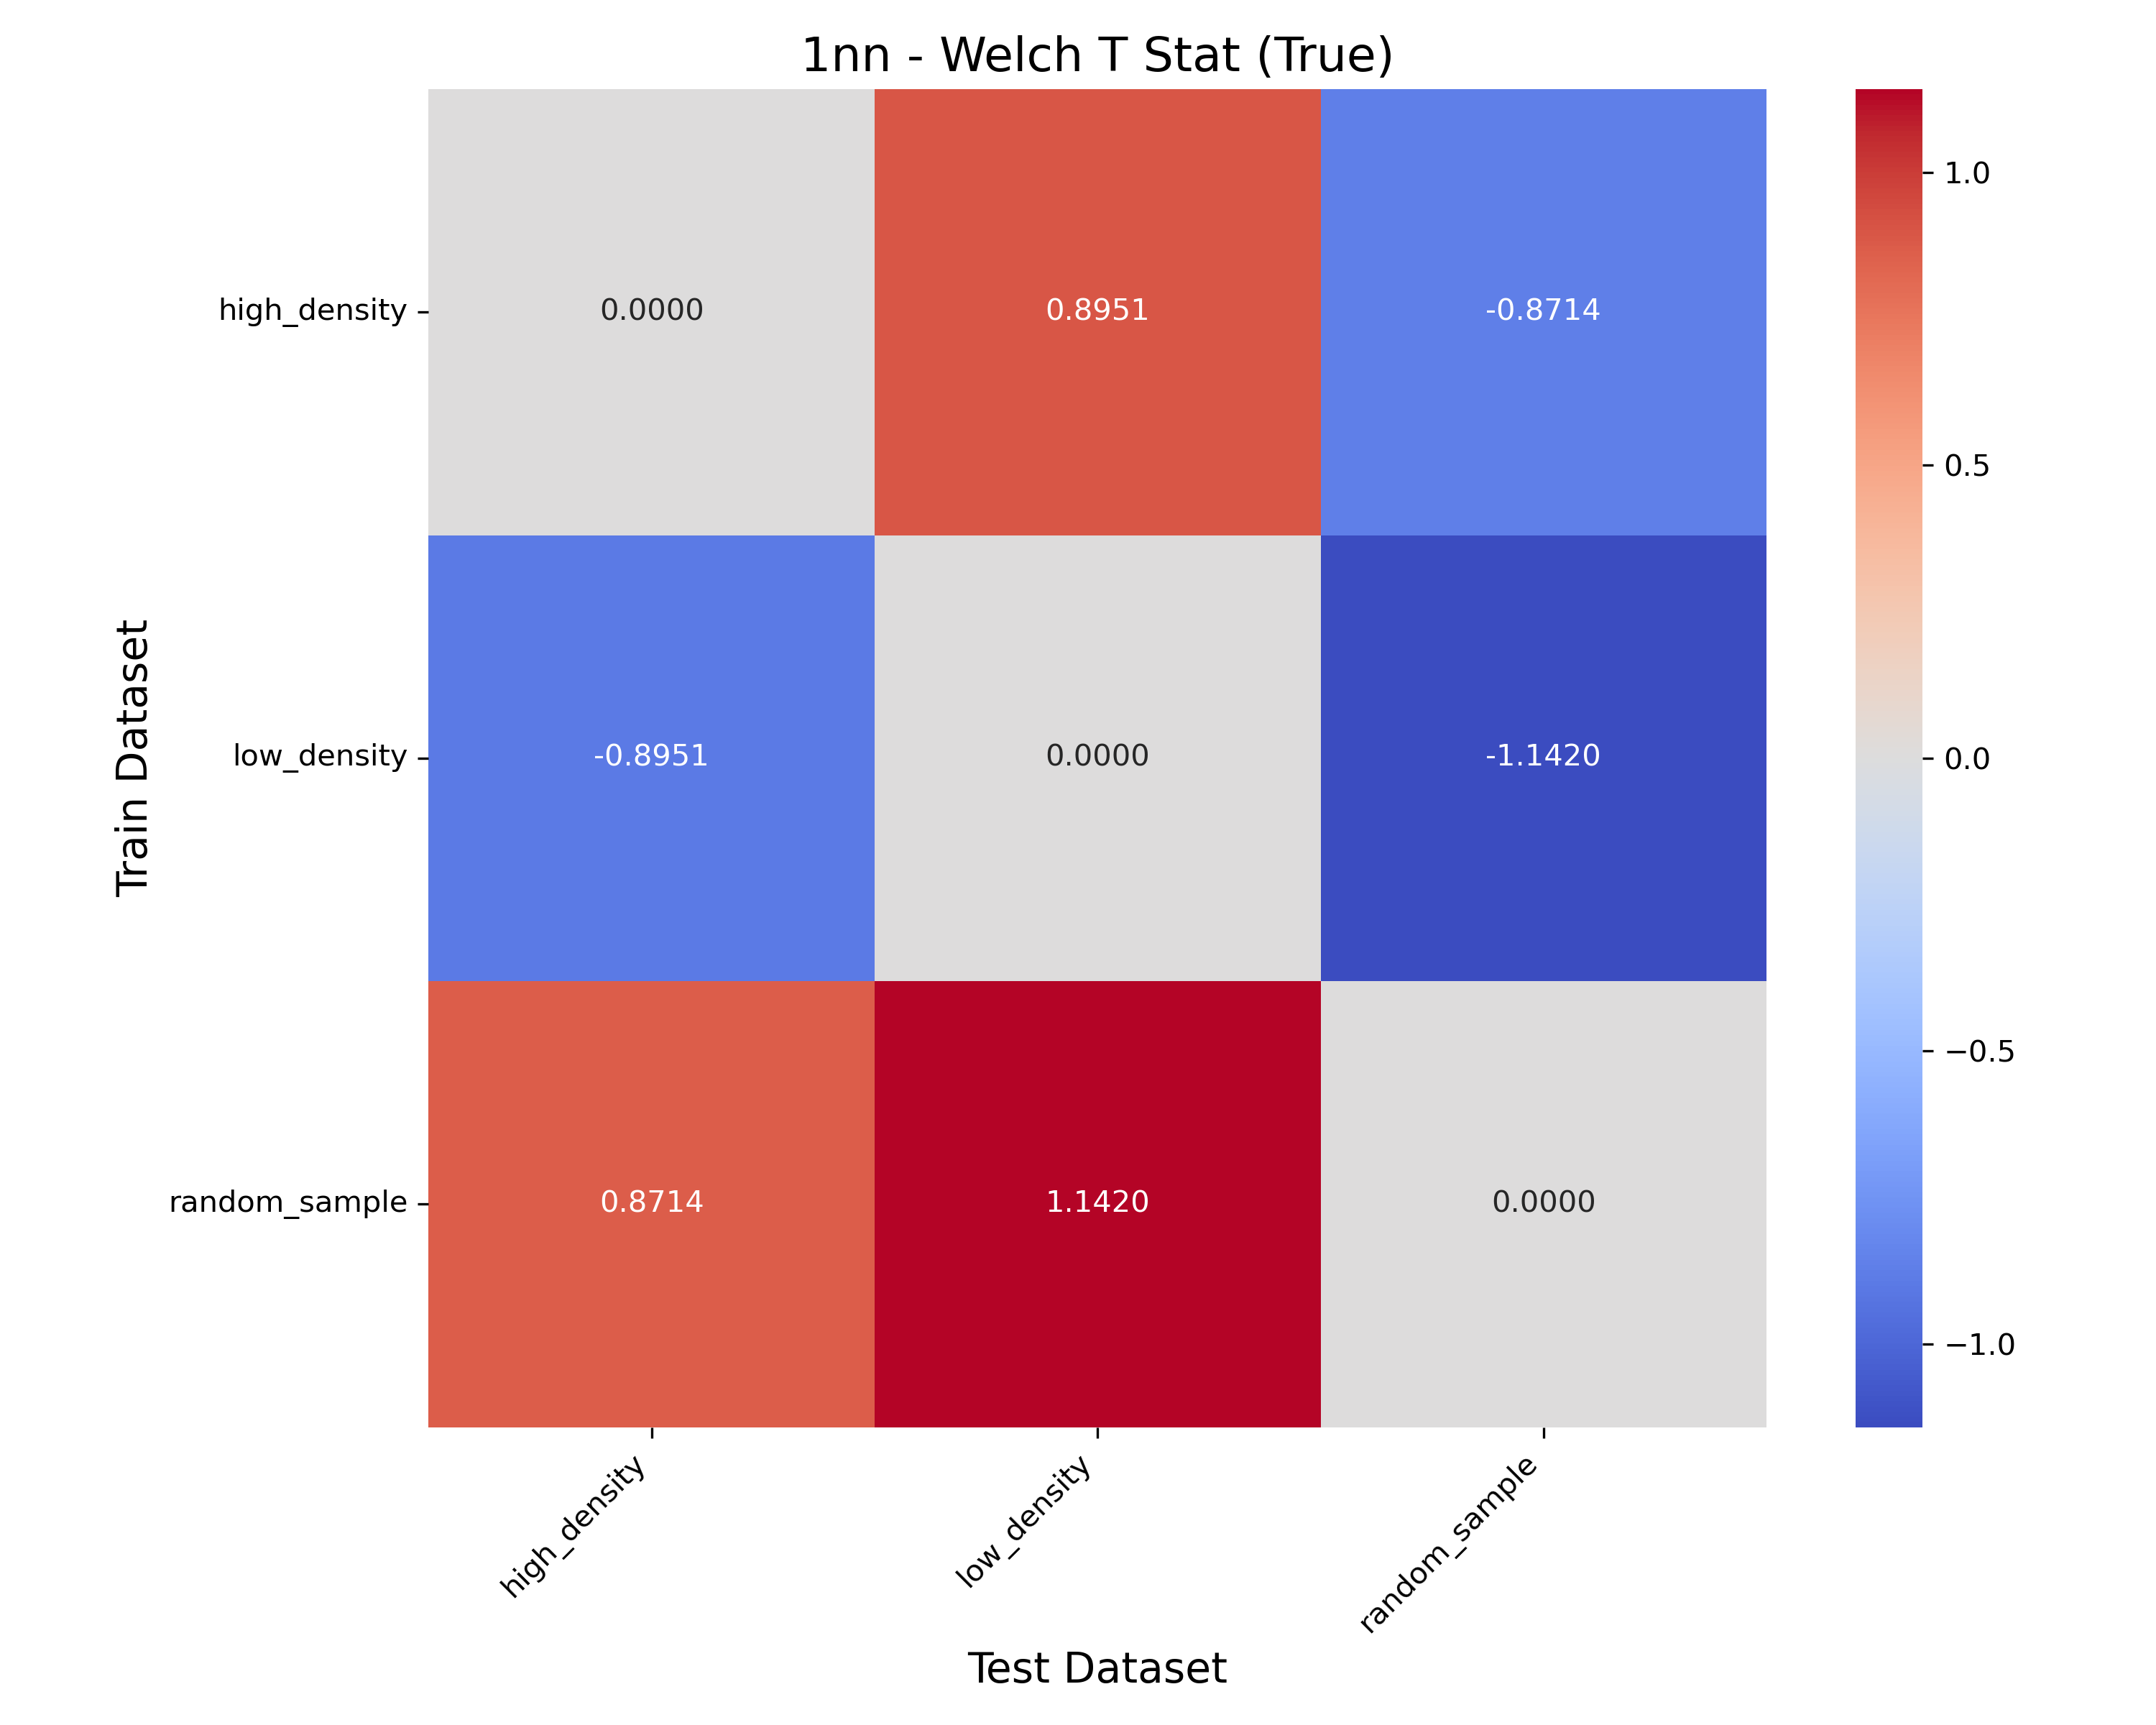 1nn - Welch T Stat (True)
high_density
0.0000
0.8951
-0.8714
low_density
-0.8951
0.0000
-1.1420
random_sample
0.8714
1.1420
0.0000
Train Dataset
high_density
low_density
random_sample
Test Dataset
1.0
0.5
0.0
−0.5
−1.0